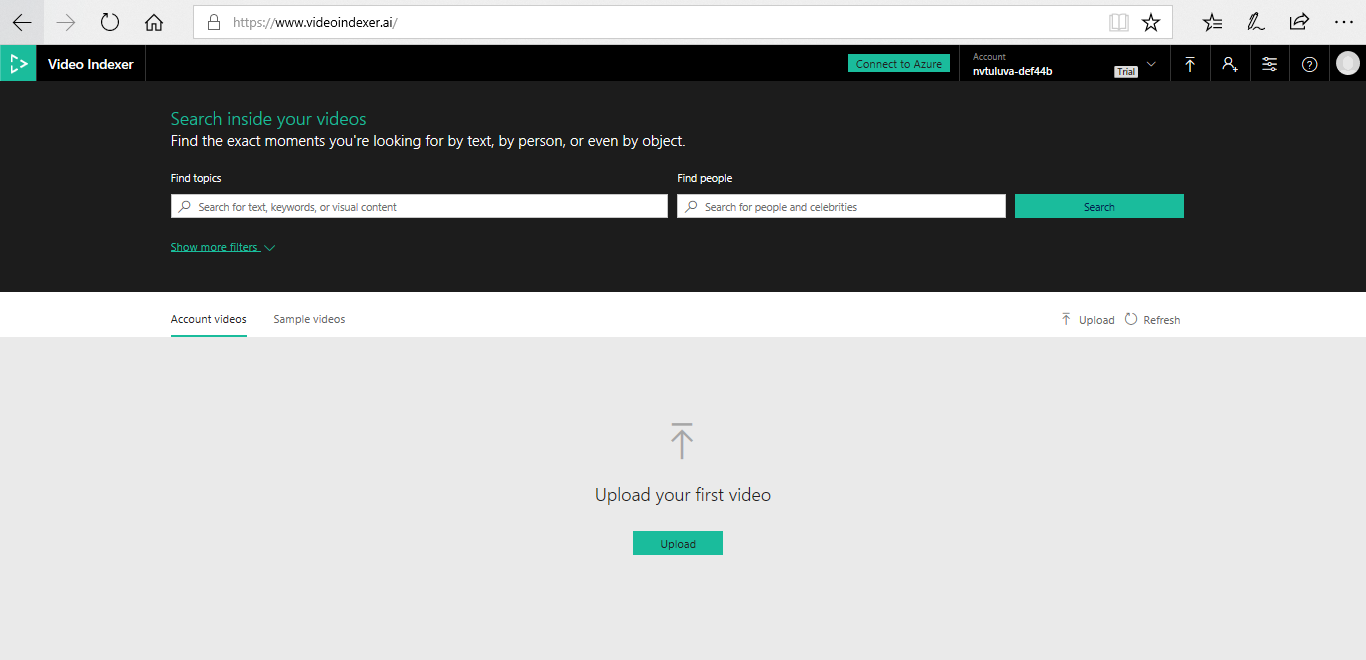 https://www.videoindexer.ai/
Video Indexer
Connect to Azure
Account
nvtuluva-def44b
Trial
Search inside your videos
Find the exact moments you're looking for by text, by person, or even by object.
Find topics
Find people
Search for text, keywords, or visual content
Search for people and celebrities
Search
Show more filters
Account videos
Sample videos
Upload
Refresh
Upload your first video
Upload